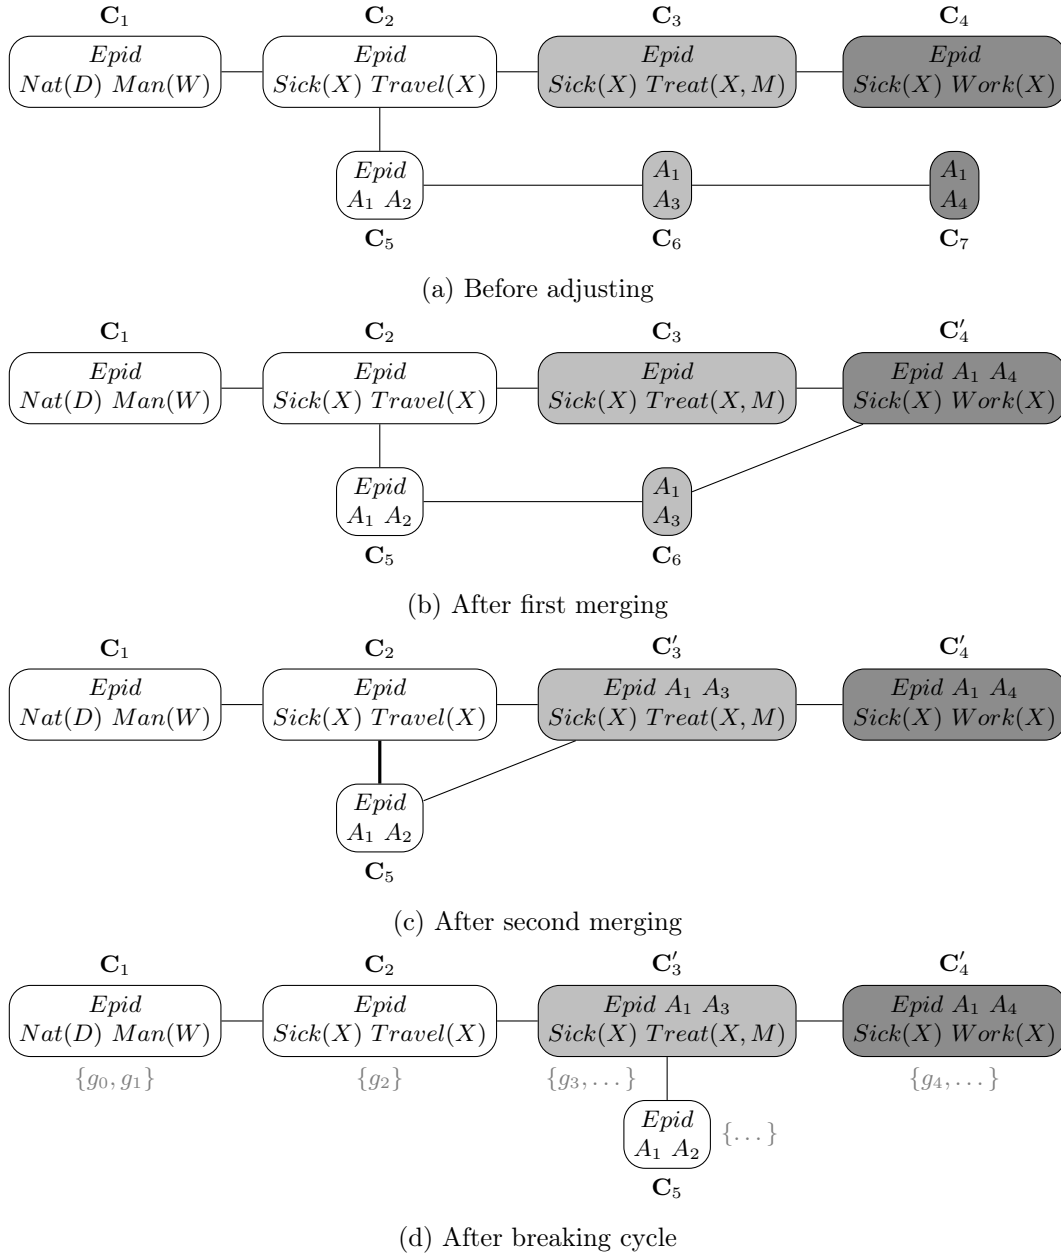 C₁ C₂ C₃ C₄
Epid Epid Epid Epid
Nat(D) Man(W) Sick(X) Travel(X) Sick(X) Treat(X, M) Sick(X) Work(X)
Epid A₁ A₁
A₁ A₂ A₃ A₄
C₅ C₆ C₇
(a) Before adjusting
C₁ C₂ C₃ C′₄
Epid Epid Epid Epid A₁ A₄
Nat(D) Man(W) Sick(X) Travel(X) Sick(X) Treat(X, M) Sick(X) Work(X)
Epid A₁
A₁ A₂ A₃
C₅ C₆
(b) After first merging
C₁ C₂ C′₃ C′₄
Epid Epid Epid A₁ A₃ Epid A₁ A₄
Nat(D) Man(W) Sick(X) Travel(X) Sick(X) Treat(X, M) Sick(X) Work(X)
Epid
A₁ A₂
C₅
(c) After second merging
C₁ C₂ C′₃ C′₄
Epid Epid Epid A₁ A₃ Epid A₁ A₄
Nat(D) Man(W) Sick(X) Travel(X) Sick(X) Treat(X, M) Sick(X) Work(X)
{g₀, g₁} {g₂} {g₃, . . . } {g₄, . . . }
Epid {. . . }
A₁ A₂
C₅
(d) After breaking cycle